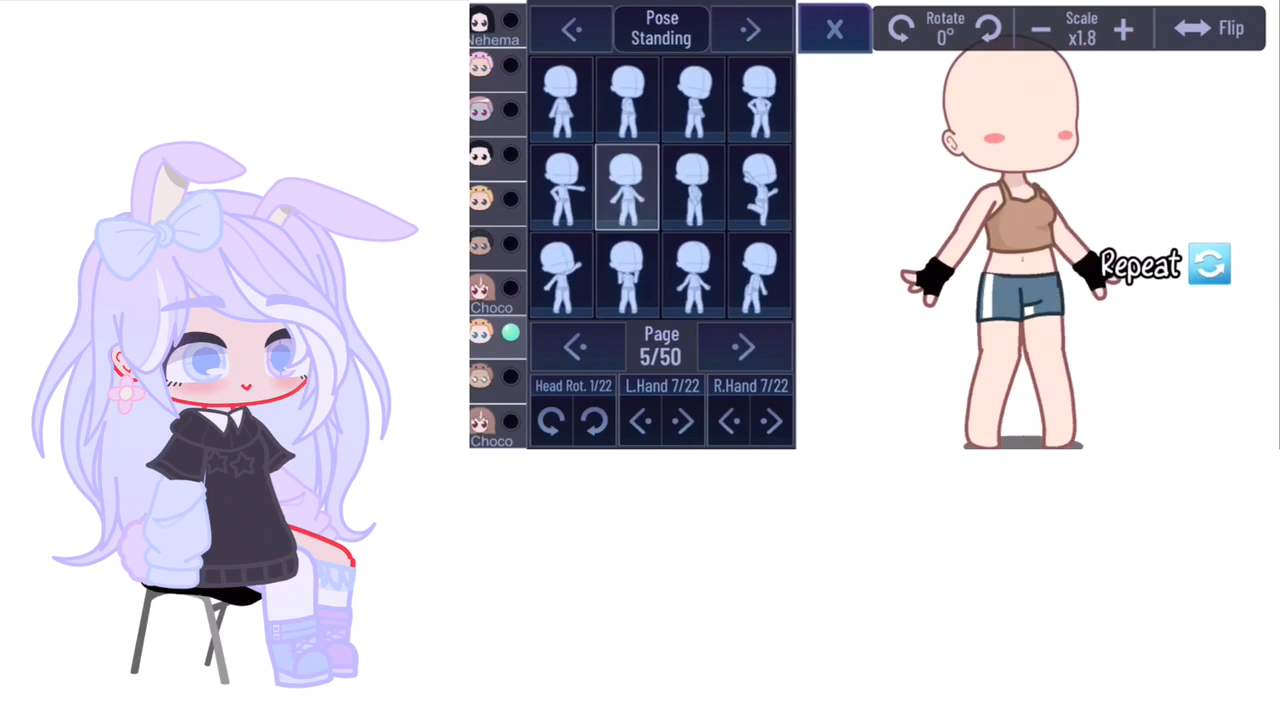 Nehema
Choco
Choco
Pose
Standing
Page
5/50
Head Rot. 1/22
L.Hand 7/22
R.Hand 7/22
X
Rotate
0°
Scale
x1.8
Flip
Repeat